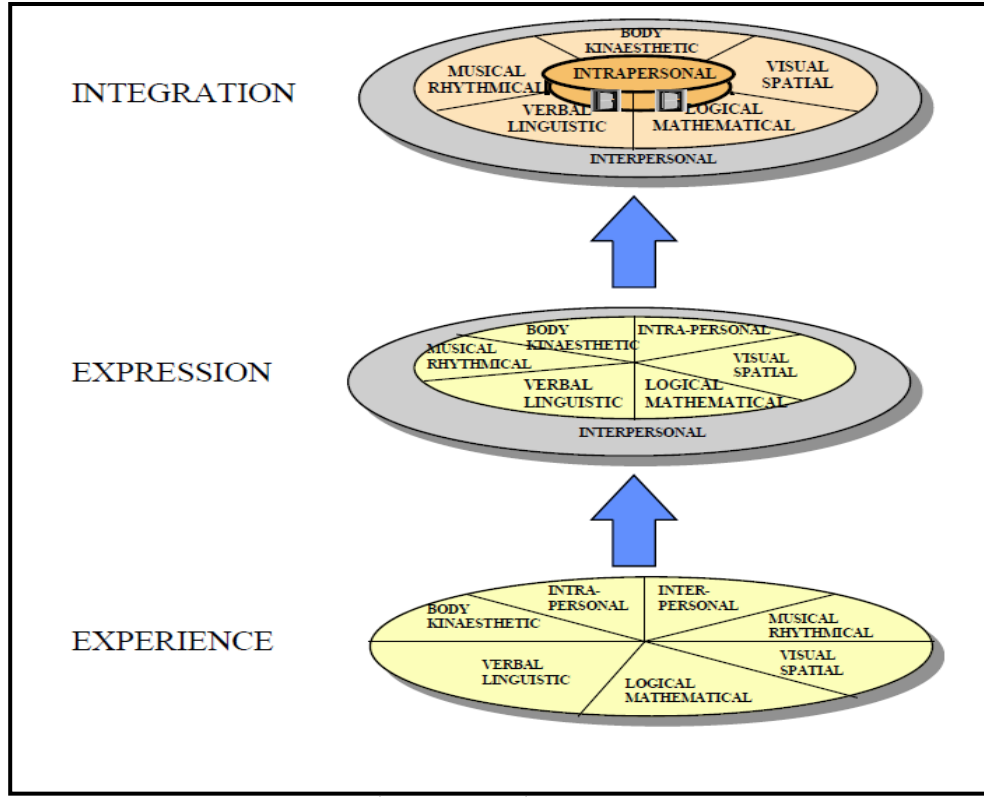 INTEGRATION
BODY
KINAESTHETIC
MUSICAL
RHYTHMICAL
INTRAPERSONAL
VISUAL
SPATIAL
VERBAL
LINGUISTIC
LOGICAL
MATHEMATICAL
INTERPERSONAL
EXPRESSION
BODY
KINAESTHETIC
INTRA-PERSONAL
MUSICAL
RHYTHMICAL
VISUAL
SPATIAL
VERBAL
LINGUISTIC
LOGICAL
MATHEMATICAL
INTERPERSONAL
EXPERIENCE
BODY
KINAESTHETIC
INTRA-
PERSONAL
INTER-
PERSONAL
MUSICAL
RHYTHMICAL
VERBAL
LINGUISTIC
LOGICAL
MATHEMATICAL
VISUAL
SPATIAL